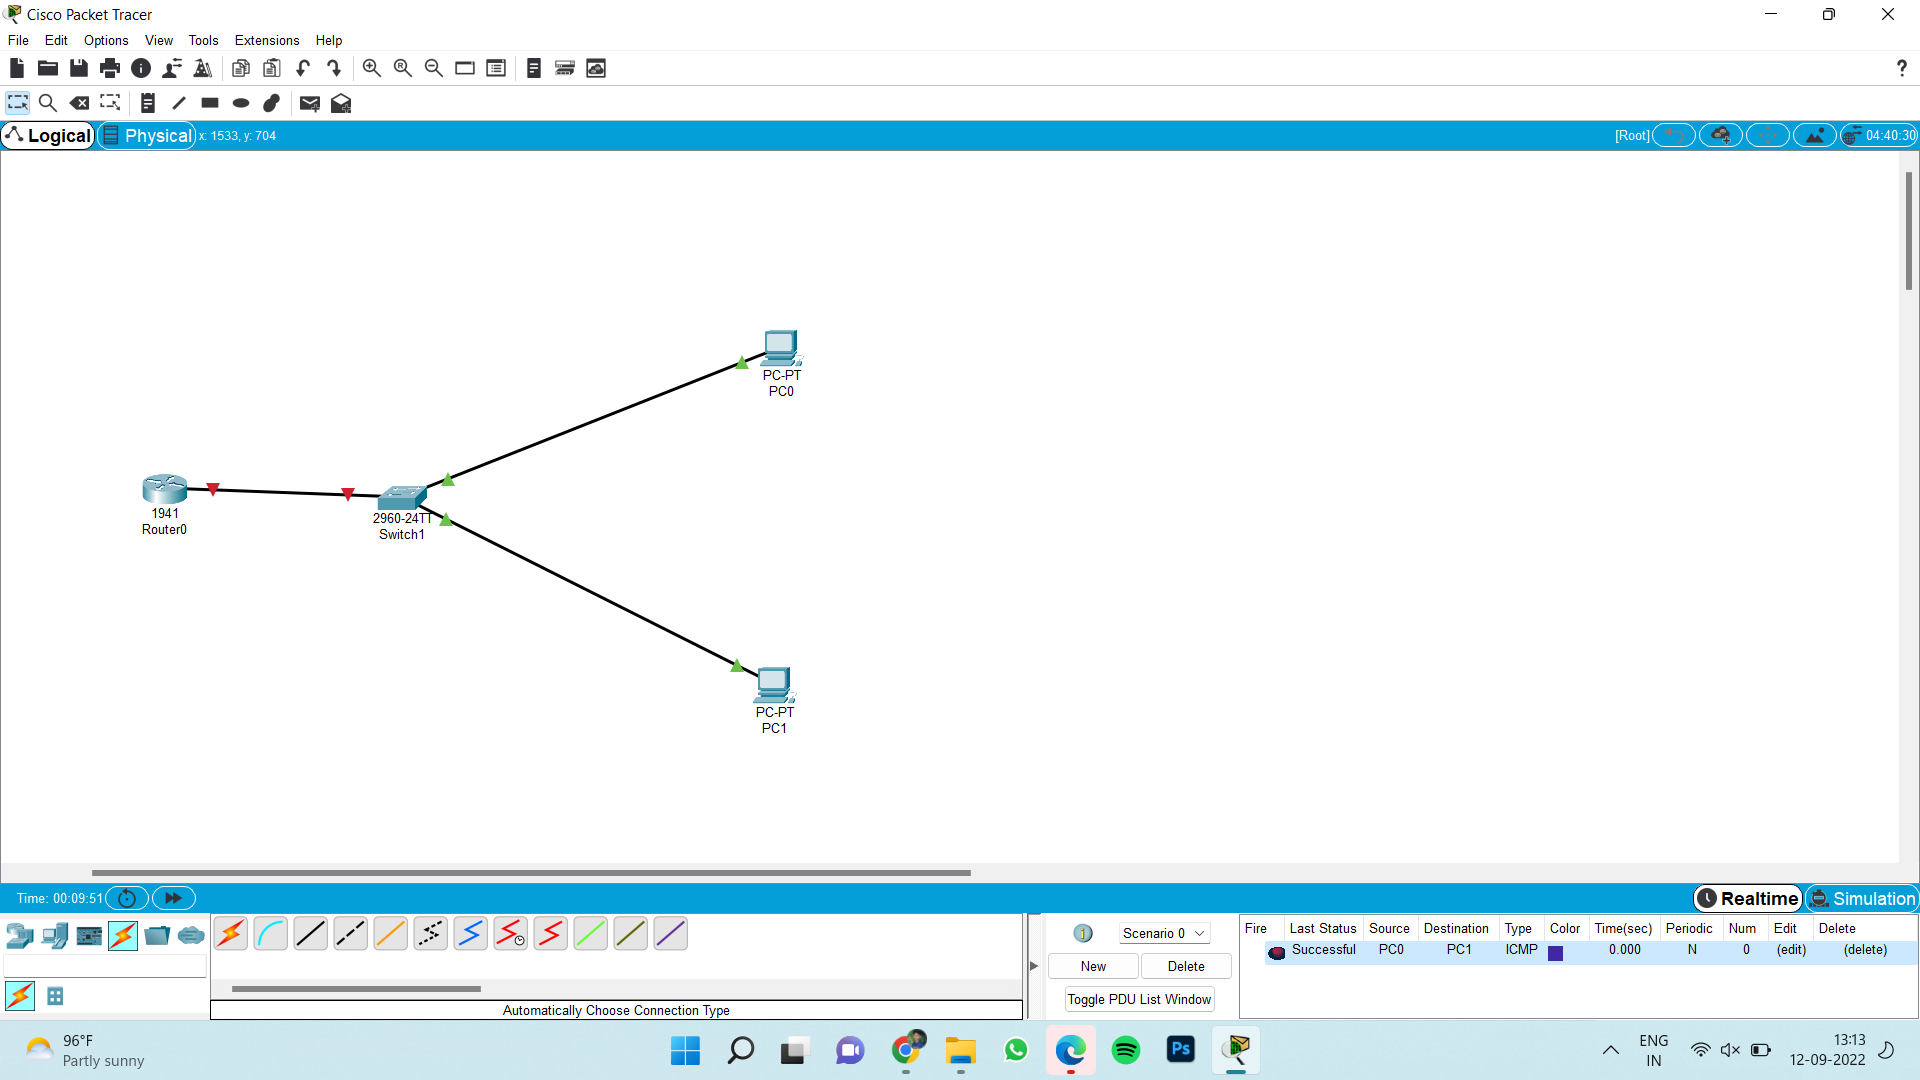 Cisco Packet Tracer
File Edit Options View Tools Extensions Help
Logical Physical x: 1533, y: 704 [Root] 04:40:30
PC-PT
PC0
1941
Router0
2960-24TT
Switch1
PC-PT
PC1
Time: 00:09:51 Realtime Simulation
Scenario 0
New Delete
Toggle PDU List Window
Fire Last Status Source Destination Type Color Time(sec) Periodic Num Edit Delete
Successful PC0 PC1 ICMP 0.000 N 0 (edit) (delete)
Automatically Choose Connection Type
96°F
Partly sunny
Ps
ENG
IN
13:13
12-09-2022